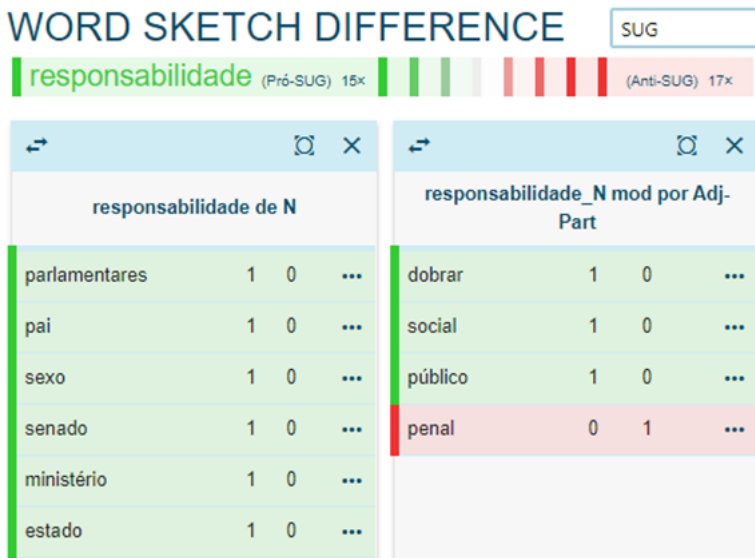 WORD SKETCH DIFFERENCE
SUG
responsabilidade (Pró-SUG) 15×
(Anti-SUG) 17×
responsabilidade de N
parlamentares 1 0
pai 1 0
sexo 1 0
senado 1 0
ministério 1 0
estado 1 0
responsabilidade_N mod por Adj-
Part
dobrar 1 0
social 1 0
público 1 0
penal 0 1